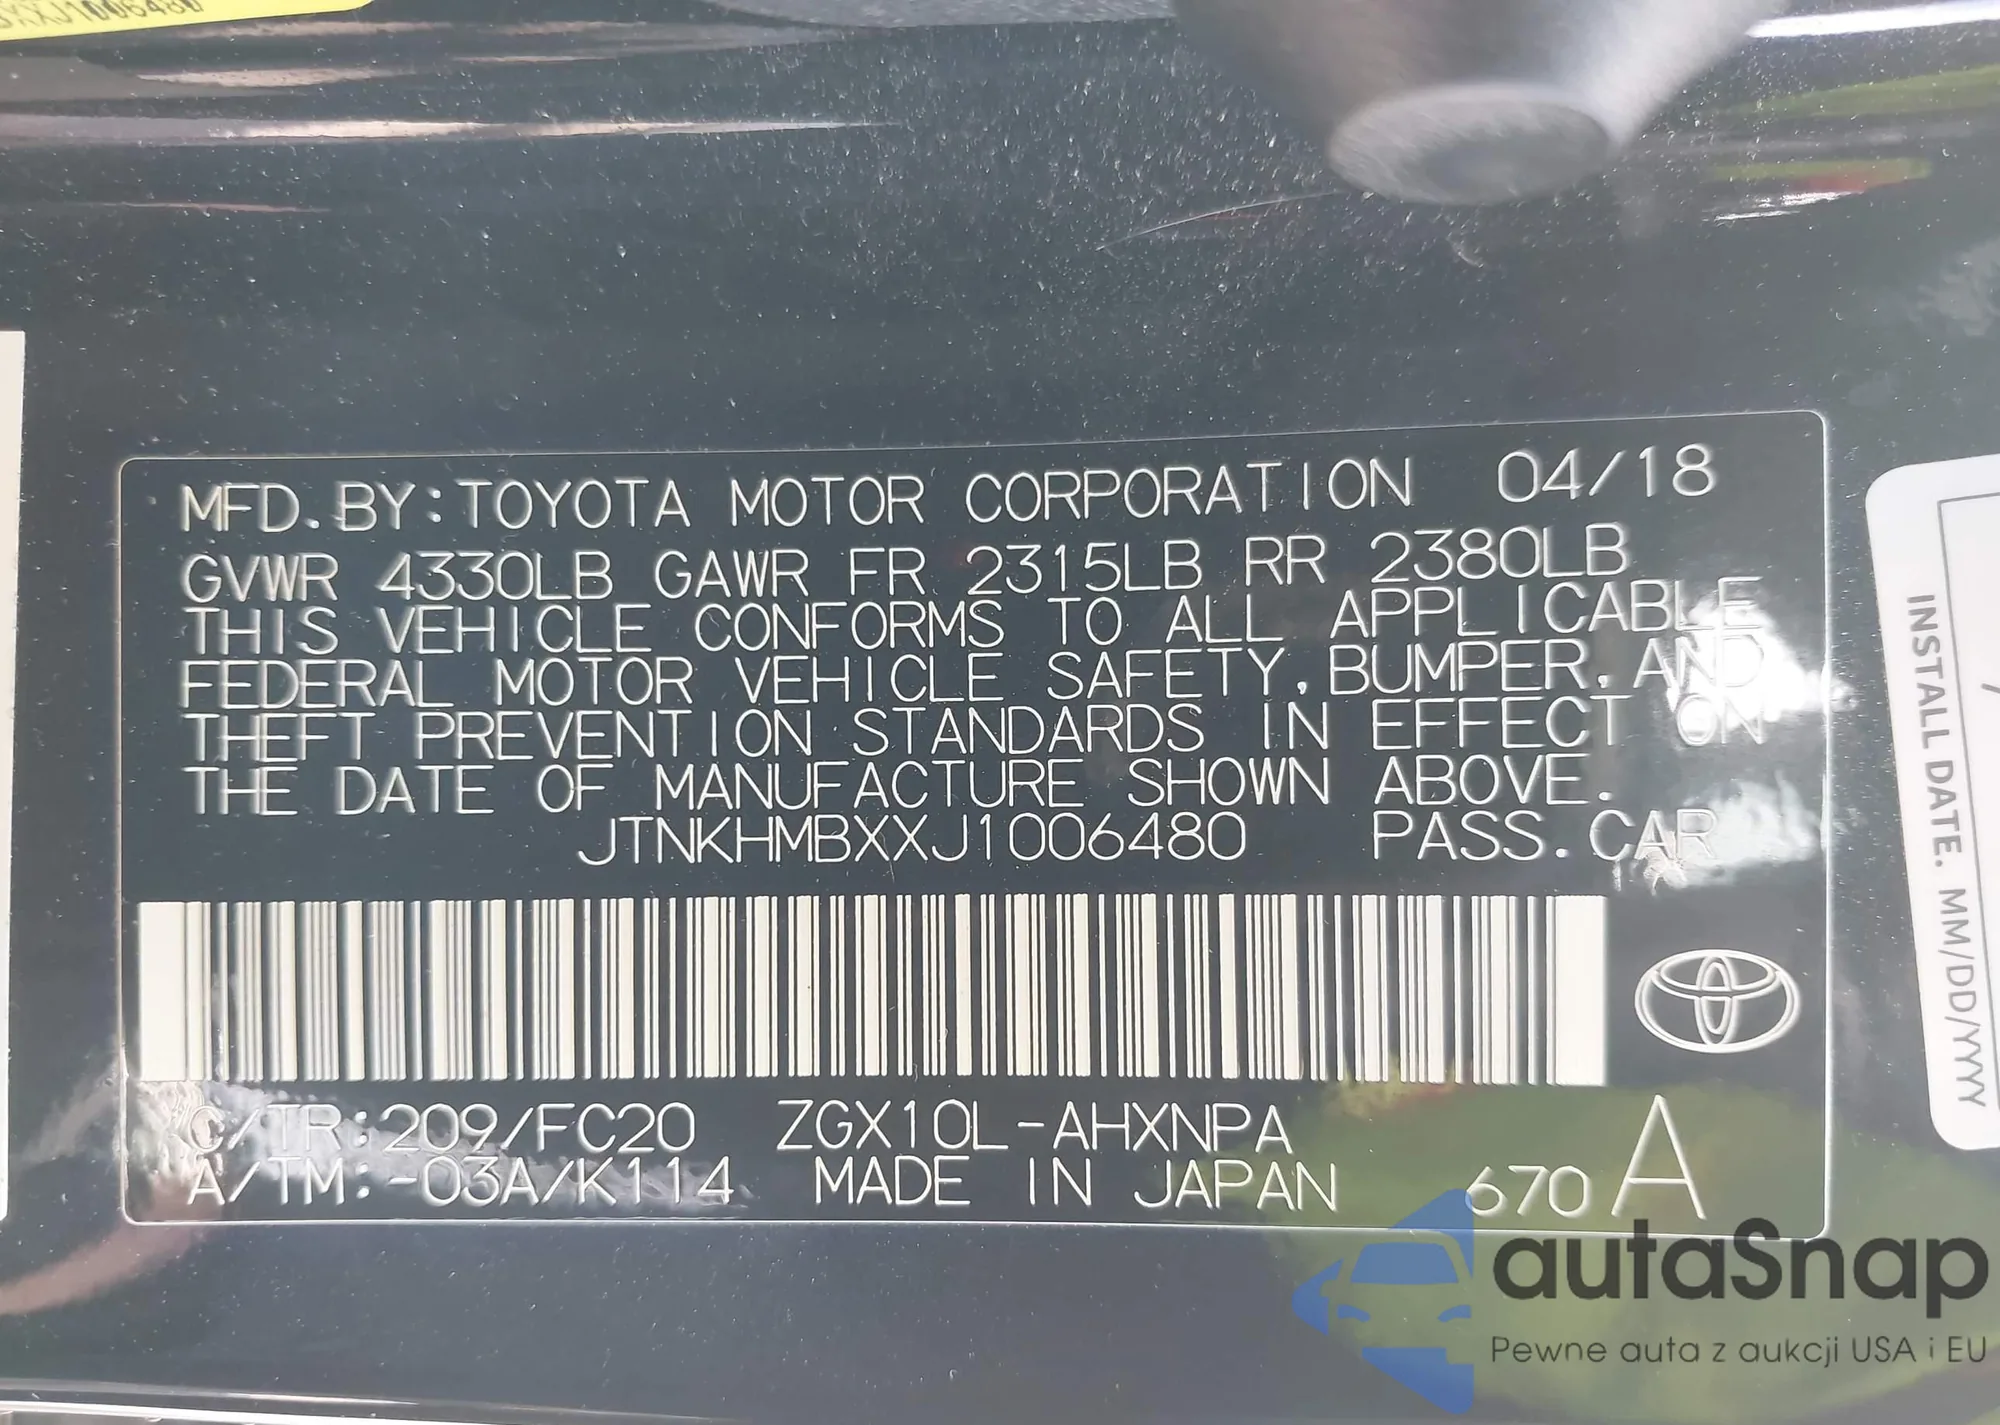 XXJ1006480
MFD. BY: TOYOTA MOTOR CORPORATION 04/18
GVWR 4330LB GAWR FR 2315LB RR 2380LB
THIS VEHICLE CONFORMS TO ALL APPLICABLE
FEDERAL MOTOR VEHICLE SAFETY, BUMPER, AND
THEFT PREVENTION STANDARDS IN EFFECT ON
THE DATE OF MANUFACTURE SHOWN ABOVE.
JTNKHMBXXJ1006480 PASS. CAR
C/TR: 209/FC20 ZGX10L-AHXNPA
A/TM: -03A/K114 MADE IN JAPAN 670 A
INSTALL DATE. MM/DD/YYYY
autaSnap
Pewne auta z aukcji USA i EU